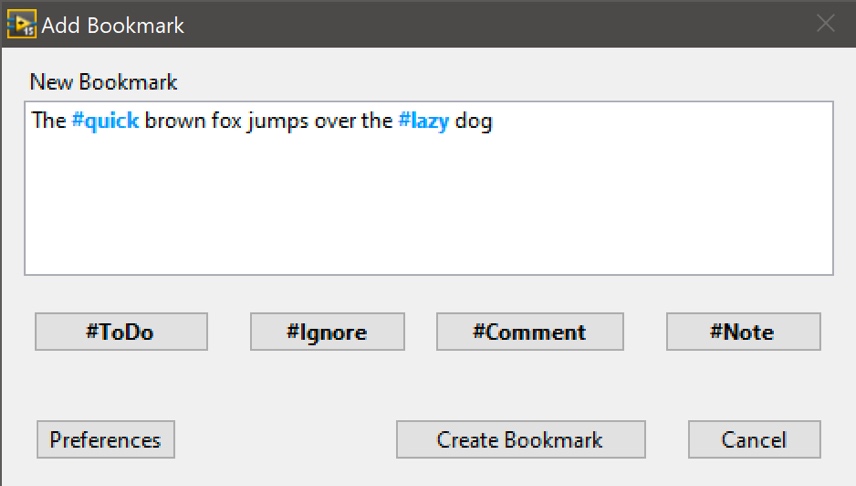 Add Bookmark
New Bookmark
The #quick brown fox jumps over the #lazy dog
#ToDo #Ignore #Comment #Note
Preferences Create Bookmark Cancel